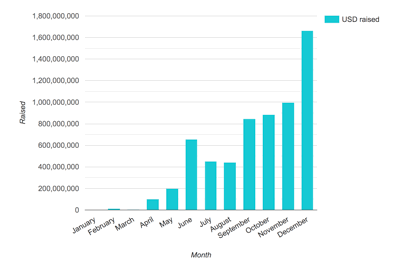 1,800,000,000
USD raised
1,600,000,000
1,400,000,000
1,200,000,000
1,000,000,000
800,000,000
600,000,000
400,000,000
200,000,000
0
Raised
January
February
March
April
May
June
July
August
September
October
November
December
Month